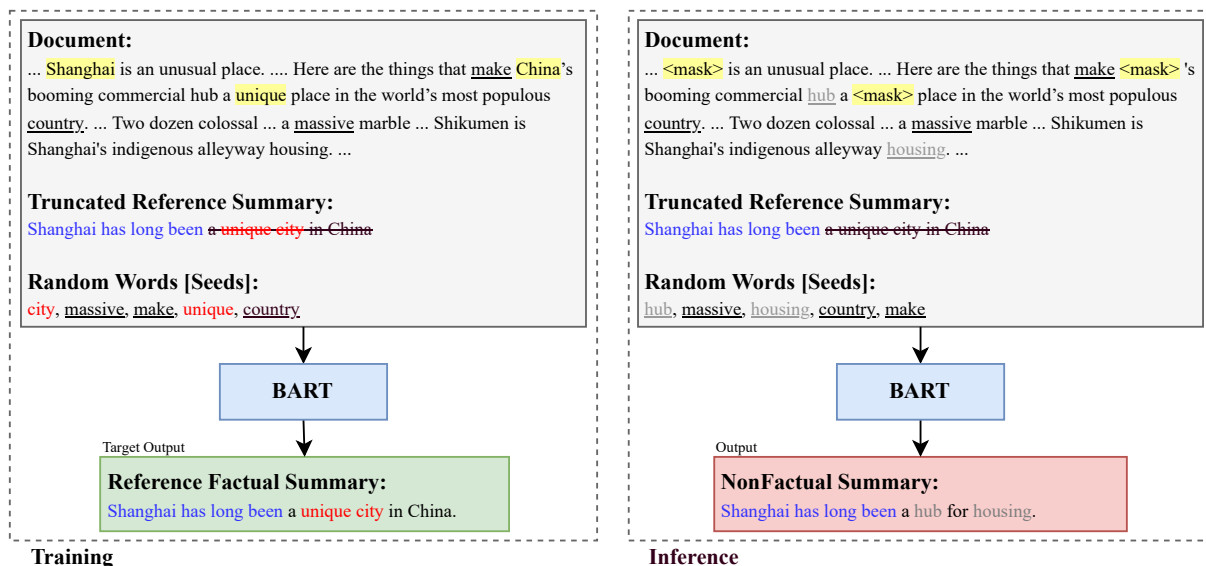 Document:
... Shanghai is an unusual place. .... Here are the things that make China's
booming commercial hub a unique place in the world's most populous
country. ... Two dozen colossal ... a massive marble ... Shikumen is
Shanghai's indigenous alleyway housing. ...
Truncated Reference Summary:
Shanghai has long been a unique city in China
Random Words [Seeds]:
city, massive, make, unique, country
BART
Target Output
Reference Factual Summary:
Shanghai has long been a unique city in China.
Training
Document:
... <mask> is an unusual place. ... Here are the things that make <mask> 's
booming commercial hub a <mask> place in the world's most populous
country. ... Two dozen colossal ... a massive marble ... Shikumen is
Shanghai's indigenous alleyway housing. ...
Truncated Reference Summary:
Shanghai has long been a unique city in China
Random Words [Seeds]:
hub, massive, housing, country, make
BART
Output
NonFactual Summary:
Shanghai has long been a hub for housing.
Inference